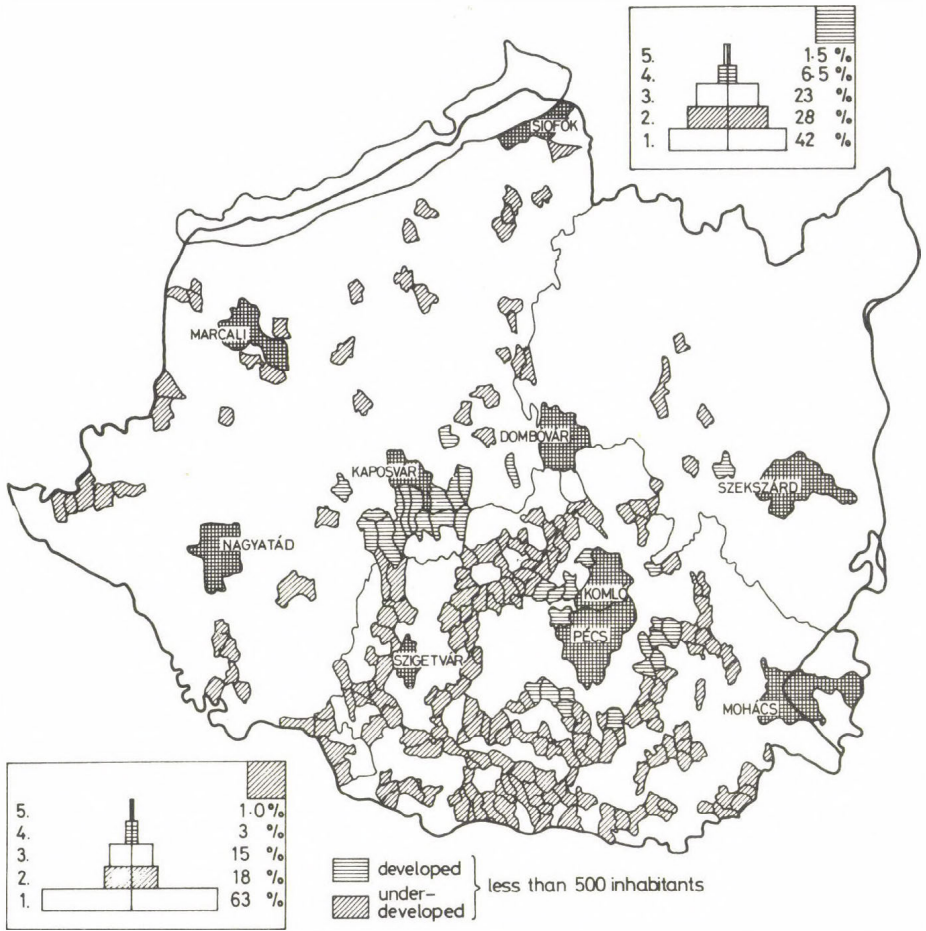 5. 1·5 %
4. 6·5 %
3. 23 %
2. 28 %
1. 42 %
SIÓFOK
MARCALI
DOMBÓVÁR
KAPOSVÁR
SZEKSZÁRD
NAGYATÁD
KOMLÓ
PÉCS
SZIGETVÁR
MOHÁCS
5. 1·0 %
4. 3 %
3. 15 %
2. 18 %
1. 63 %
developed
under-
developed
less than 500 inhabitants